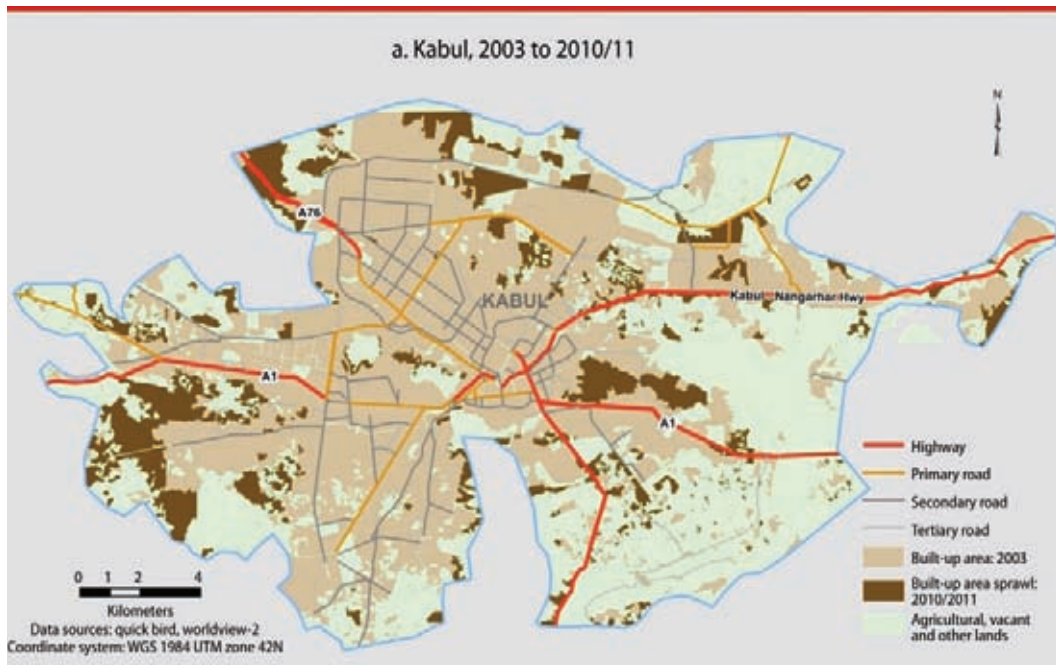 a. Kabul, 2003 to 2010/11
N
A76
KABUL
Kabul Nangarhar Hwy
A1
A1
Highway
Primary road
Secondary road
Tertiary road
Built-up area: 2003
Built-up area sprawl:
2010/2011
Agricultural, vacant
and other lands
0 1 2 4
Kilometers
Data sources: quick bird, worldview-2
Coordinate system: WGS 1984 UTM zone 42N